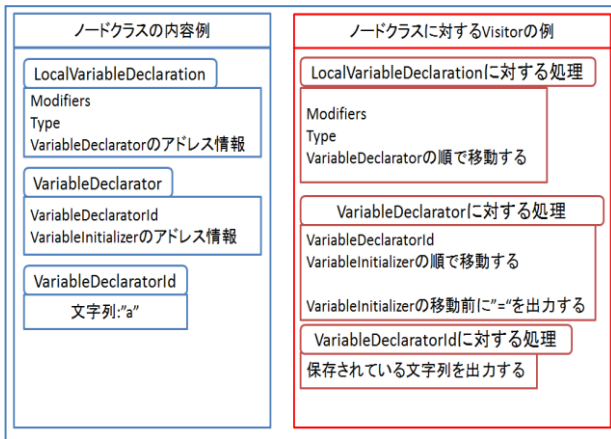 ノードクラスの内容例
LocalVariableDeclaration
Modifiers
Type
VariableDeclaratorのアドレス情報
VariableDeclarator
VariableDeclaratorId
VariableInitializerのアドレス情報
VariableDeclaratorId
文字列:”a”
ノードクラスに対するVisitorの例
LocalVariableDeclarationに対する処理
Modifiers
Type
VariableDeclaratorの順で移動する
VariableDeclaratorに対する処理
VariableDeclaratorId
VariableInitializerの順で移動する
VariableInitializerの移動前に”=“を出力する
VariableDeclaratorIdに対する処理
保存されている文字列を出力する